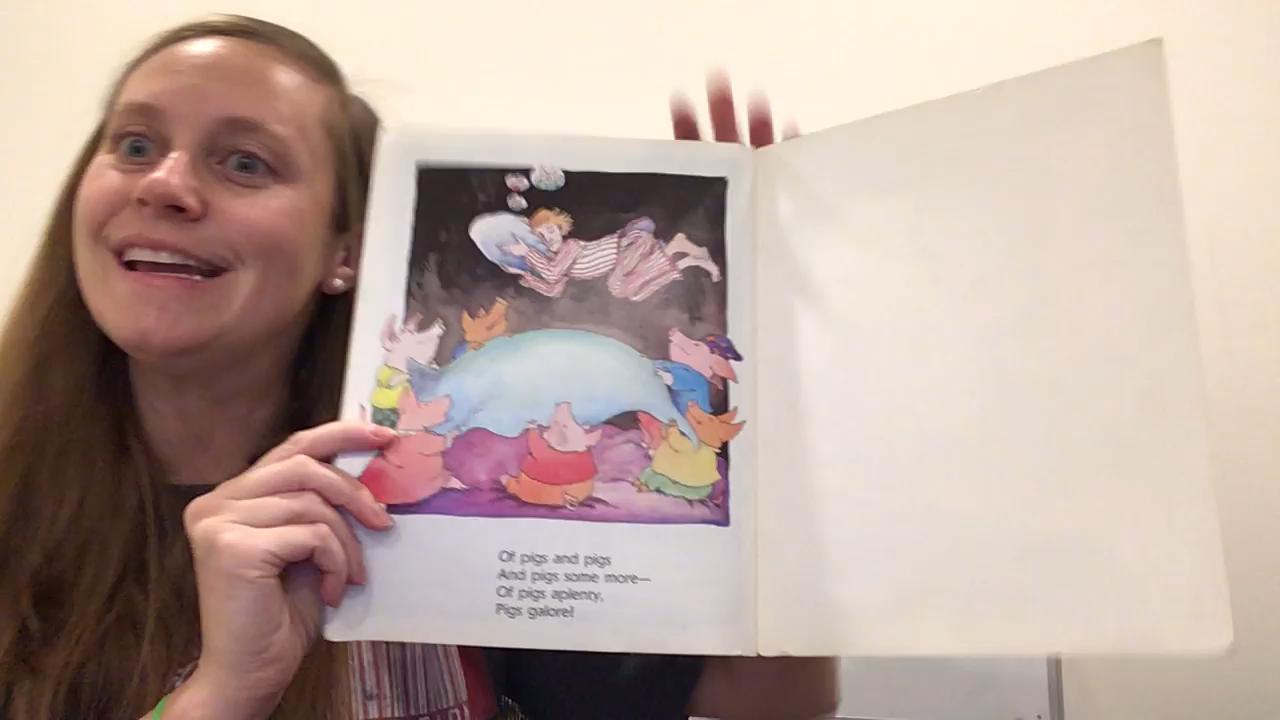 Of pigs and pigs
And pigs some more—
Of pigs aplenty,
Pigs galore!